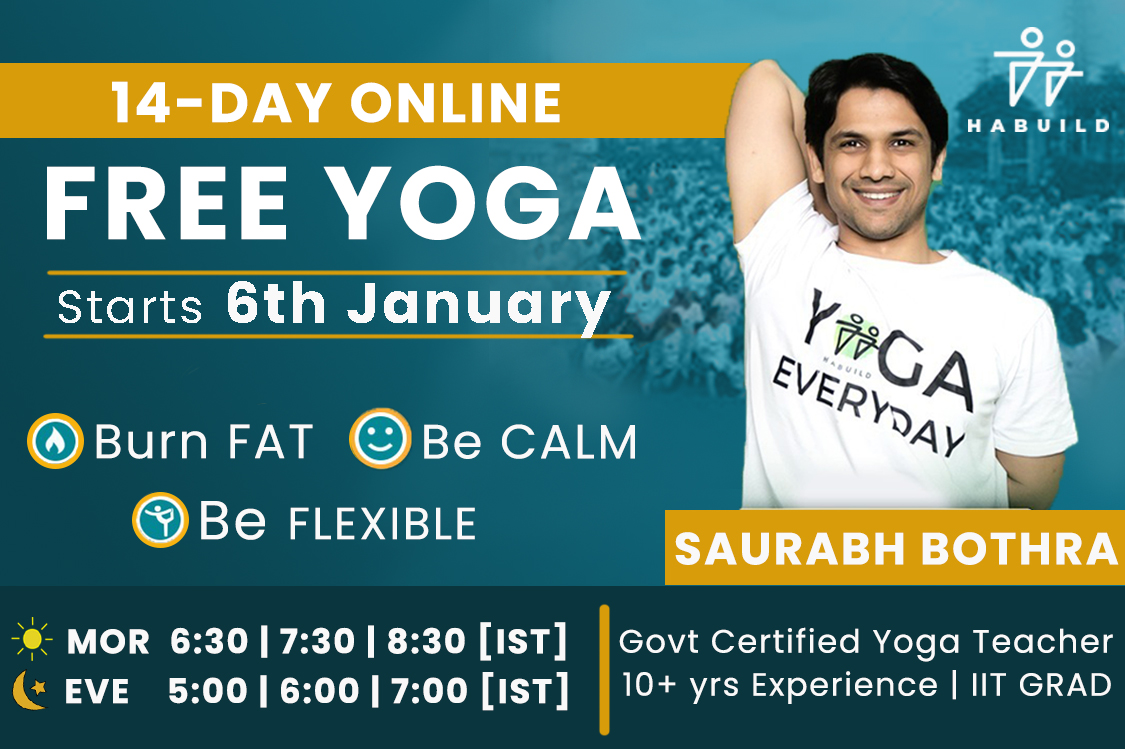 14-DAY ONLINE
HABUILD
FREE YOGA
Starts 6th January
YOGA
HABUILD
EVERYDAY
Burn FAT
Be CALM
Be FLEXIBLE
SAURABH BOTHRA
MOR 6:30 | 7:30 | 8:30 [IST]
EVE 5:00 | 6:00 | 7:00 [IST]
Govt Certified Yoga Teacher
10+ yrs Experience | IIT GRAD